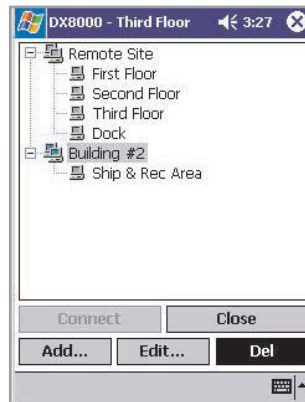 DX8000 - Third Floor 3:27
Remote Site
First Floor
Second Floor
Third Floor
Dock
Building #2
Ship & Rec Area
Connect Close
Add... Edit... Del